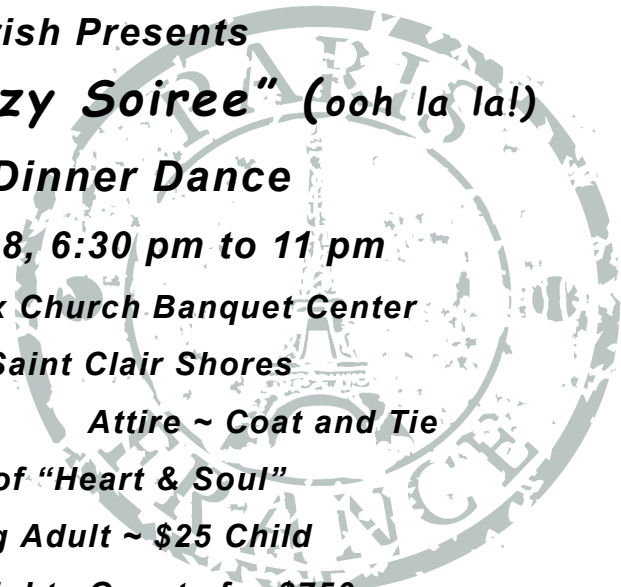 ish Presents
zy Soiree” (ooh la la!)
Dinner Dance
8, 6:30 pm to 11 pm
x Church Banquet Center
Saint Clair Shores
Attire ~ Coat and Tie
of “Heart & Soul”
g Adult ~ $25 Child
PARIS
FRANCE